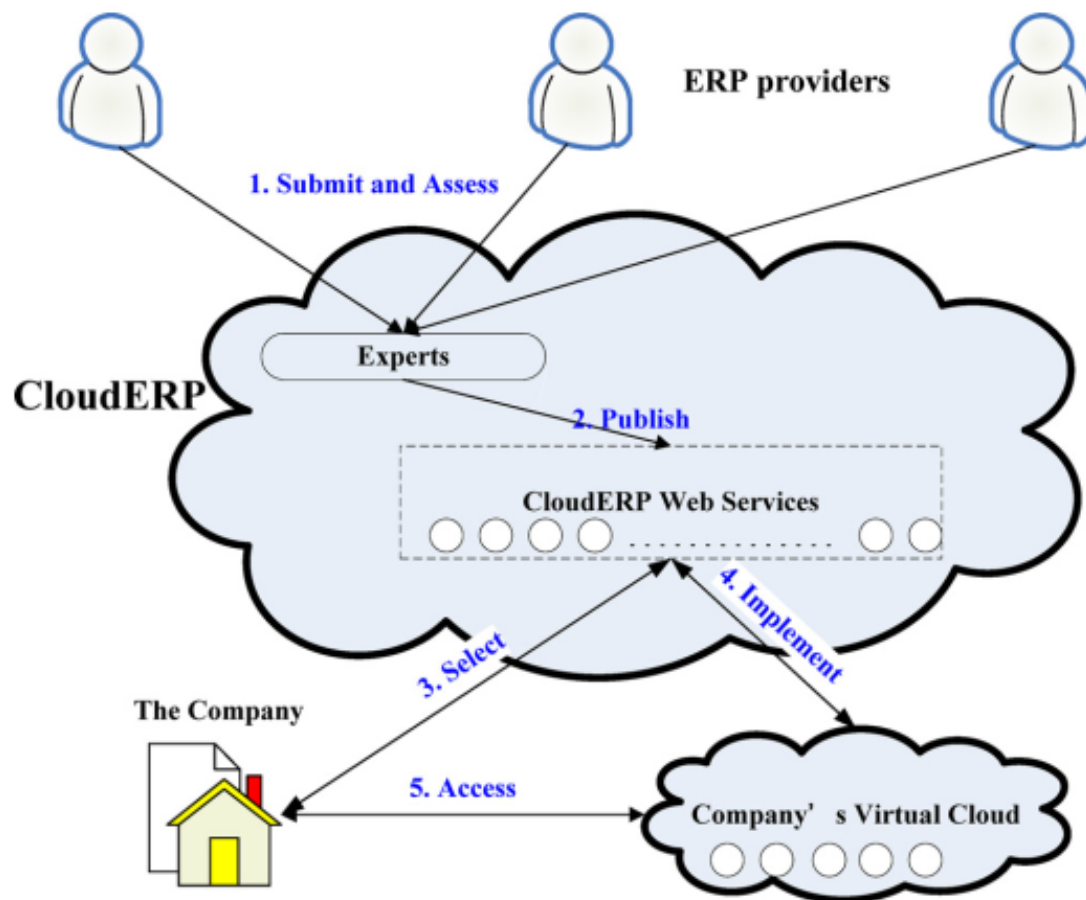 ERP providers
1. Submit and Assess
Experts
CloudERP
2. Publish
CloudERP Web Services
4. Implement
3. Select
The Company
5. Access
Company's Virtual Cloud